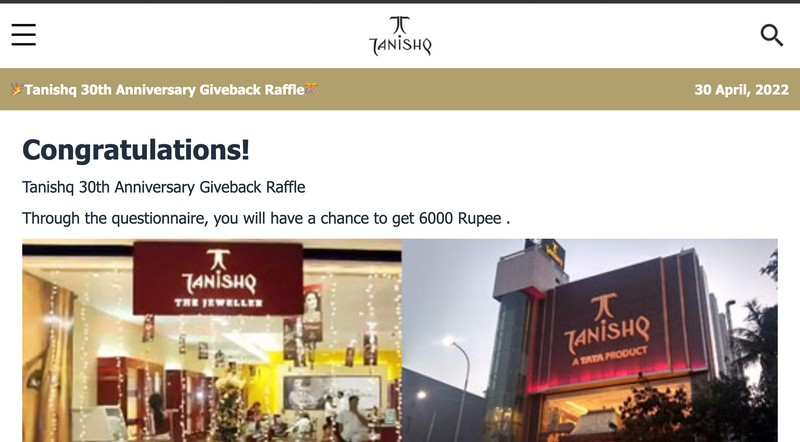 TANISHQ
🎉Tanishq 30th Anniversary Giveback Raffle🎊
30 April, 2022
Congratulations!
Tanishq 30th Anniversary Giveback Raffle
Through the questionnaire, you will have a chance to get 6000 Rupee .
TANISHQ
THE JEWELLER
TANISHQ
A TATA PRODUCT